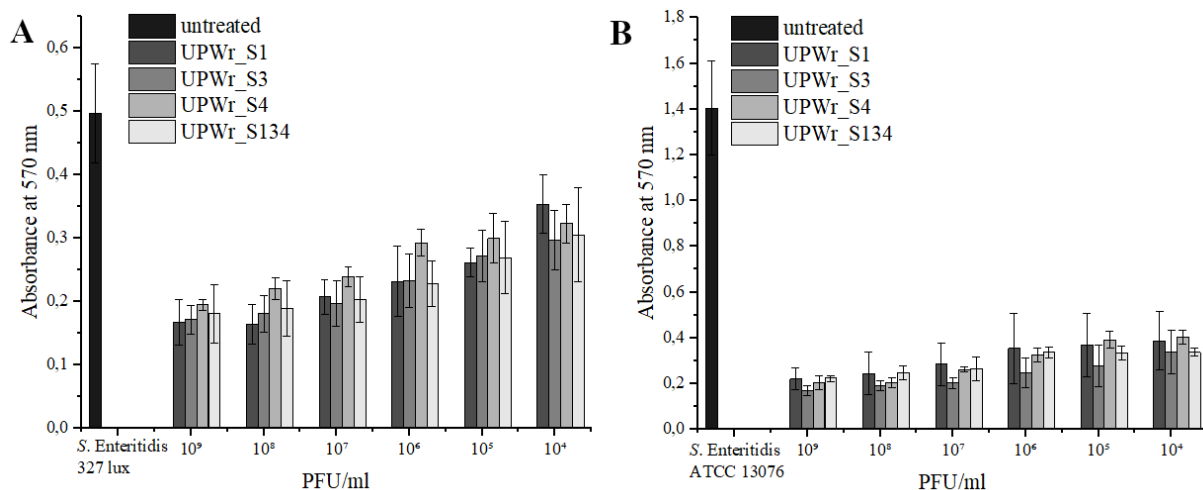 A
untreated
UPWr_S1
UPWr_S3
UPWr_S4
UPWr_S134
0,6
0,5
0,4
0,3
0,2
0,1
0,0
Absorbance at 570 nm
S. Enteritidis
327 lux
10⁹ 10⁸ 10⁷ 10⁶ 10⁵ 10⁴
PFU/ml
B
untreated
UPWr_S1
UPWr_S3
UPWr_S4
UPWr_S134
1,8
1,6
1,4
1,2
1,0
0,8
0,6
0,4
0,2
0,0
Absorbance at 570 nm
S. Enteritidis
ATCC 13076
10⁹ 10⁸ 10⁷ 10⁶ 10⁵ 10⁴
PFU/ml